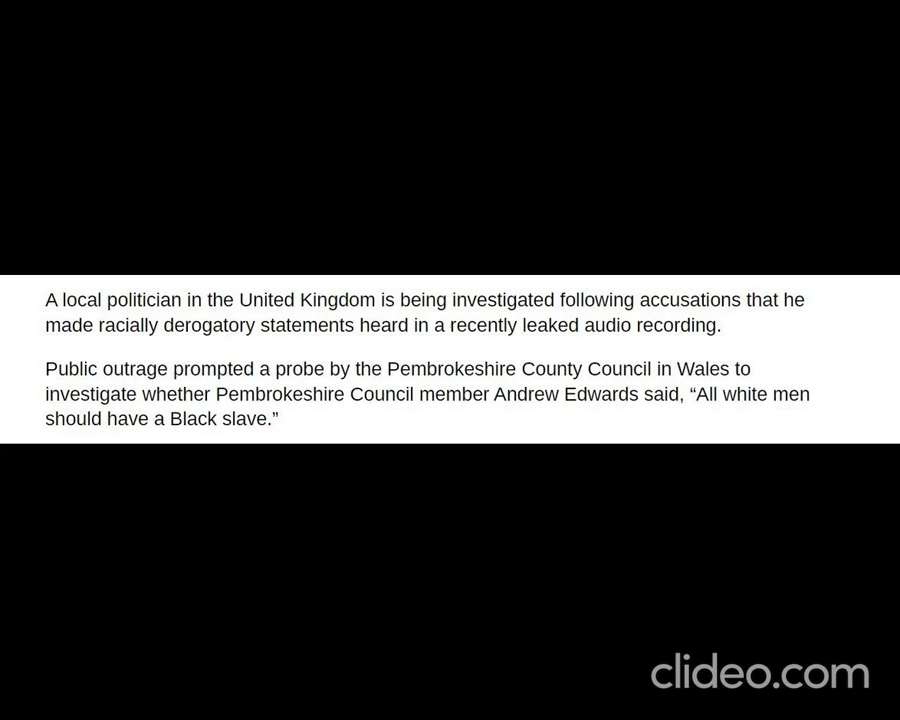 A local politician in the United Kingdom is being investigated following accusations that he
made racially derogatory statements heard in a recently leaked audio recording.
Public outrage prompted a probe by the Pembrokeshire County Council in Wales to
investigate whether Pembrokeshire Council member Andrew Edwards said, “All white men
should have a Black slave.”
clideo.com